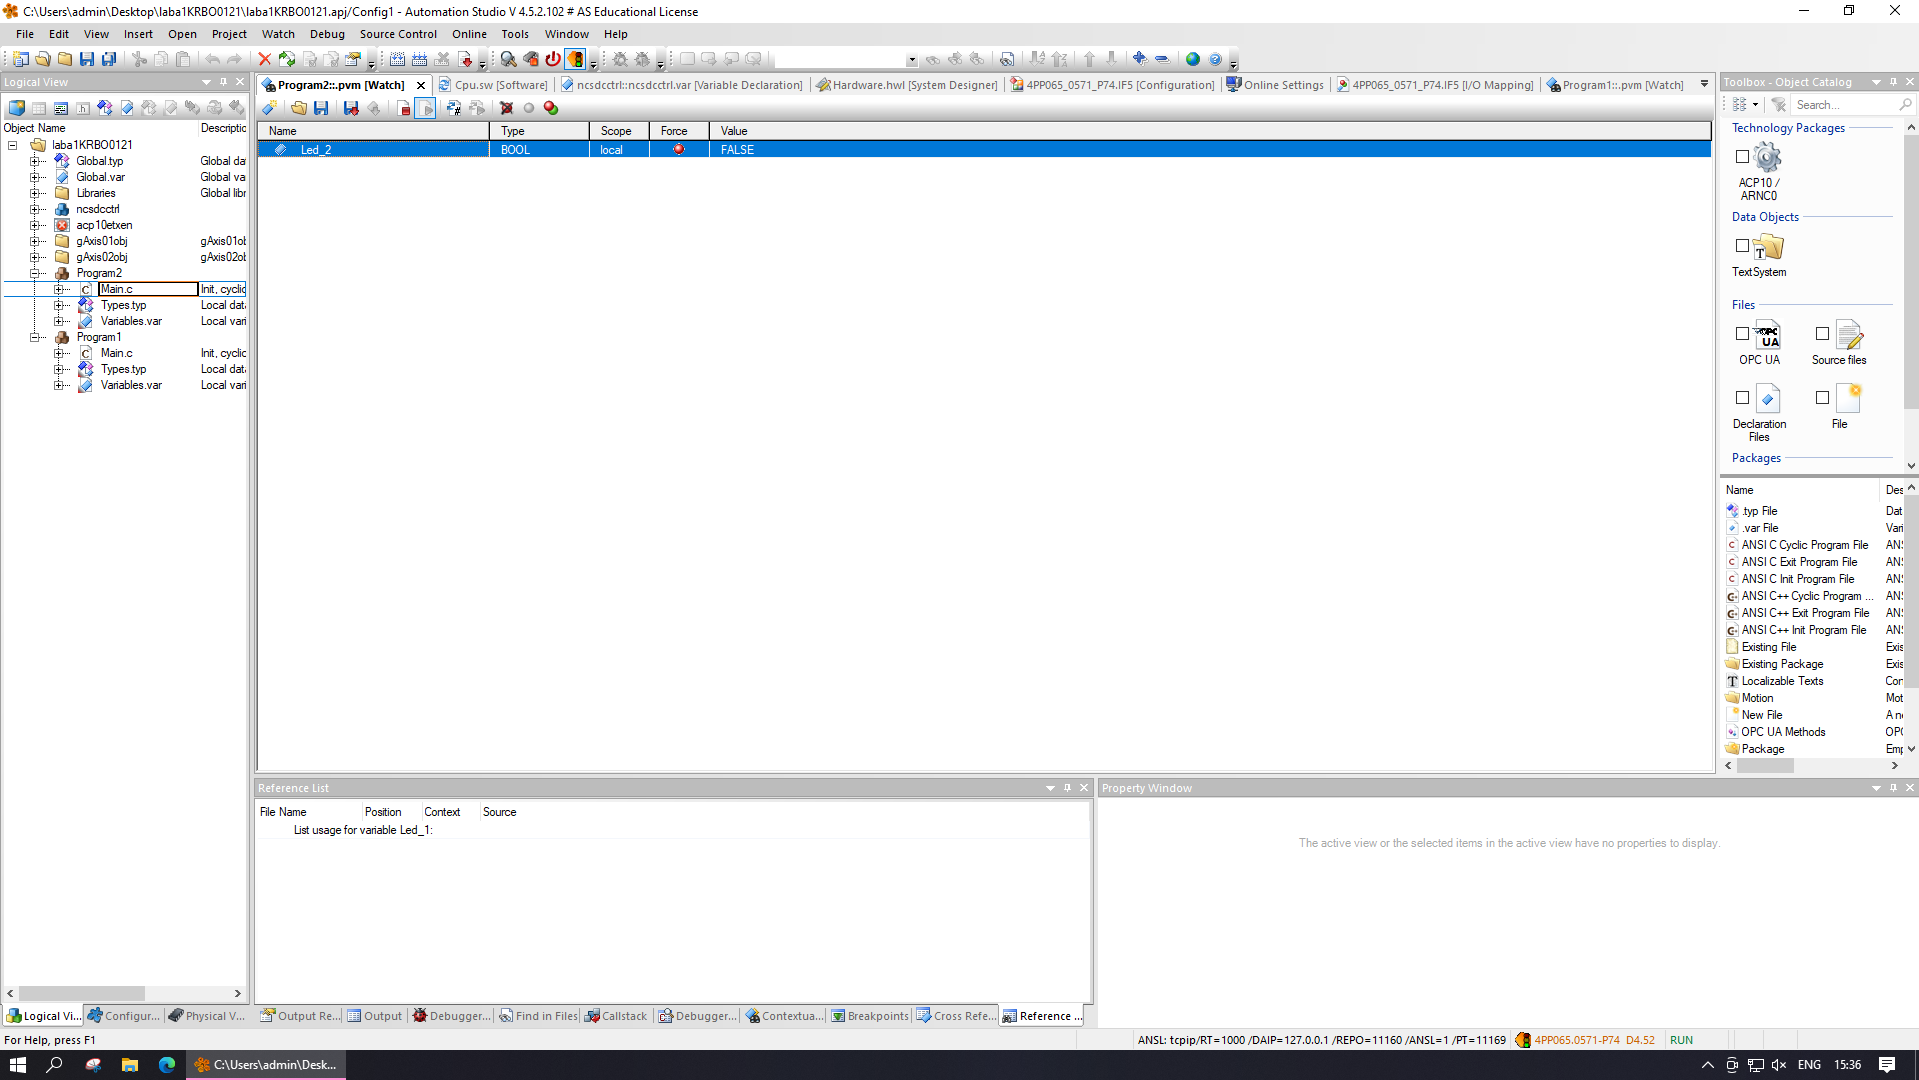 C:\Users\admin\Desktop\laba1KRBO0121\laba1KRBO0121.apj/Config1 - Automation Studio V 4.5.2.102 # AS Educational License
File Edit View Insert Open Project Watch Debug Source Control Online Tools Window Help
Logical View
Program2::.pvm [Watch] Cpu.sw [Software] ncsdcctrl::ncsdcctrl.var [Variable Declaration] Hardware.hwl [System Designer] 4PP065_0571_P74.IF5 [Configuration] Online Settings 4PP065_0571_P74.IF5 [I/O Mapping] Program1::.pvm [Watch]
Toolbox - Object Catalog
Search...
Object Name Descriptic
laba1KRBO0121
Global.typ Global da
Global.var Global va
Libraries Global libr
ncsdcctrl
acp10etxen
gAxis01obj gAxis01ob
gAxis02obj gAxis02ob
Program2
Main.c Init, cyclic
Types.typ Local dat
Variables.var Local vari
Program1
Main.c Init, cyclic
Types.typ Local dat
Variables.var Local vari
Name Type Scope Force Value
Led_2 BOOL local FALSE
Technology Packages
ACP10 /
ARNC0
Data Objects
TextSystem
Files
OPC UA Source files
Declaration
Files
File
Packages
Name Des
.typ File Dat
.var File Vari
ANSI C Cyclic Program File ANS
ANSI C Exit Program File ANS
ANSI C Init Program File ANS
ANSI C++ Cyclic Program ... ANS
ANSI C++ Exit Program File ANS
ANSI C++ Init Program File ANS
Existing File Exis
Existing Package Exis
Localizable Texts Con
Motion Mot
New File A ne
OPC UA Methods OPC
Package Emp
Reference List
File Name Position Context Source
List usage for variable Led_1:
Property Window
The active view or the selected items in the active view have no properties to display.
Logical Vi... Configur... Physical V... Output Re... Output Debugger... Find in Files Callstack Debugger... Contextua... Breakpoints Cross Refe... Reference ...
For Help, press F1
ANSL: tcpip/RT=1000 /DAIP=127.0.0.1 /REPO=11160 /ANSL=1 /PT=11169 4PP065.0571-P74 D4.52 RUN
C:\Users\admin\Desk...
ENG 15:36